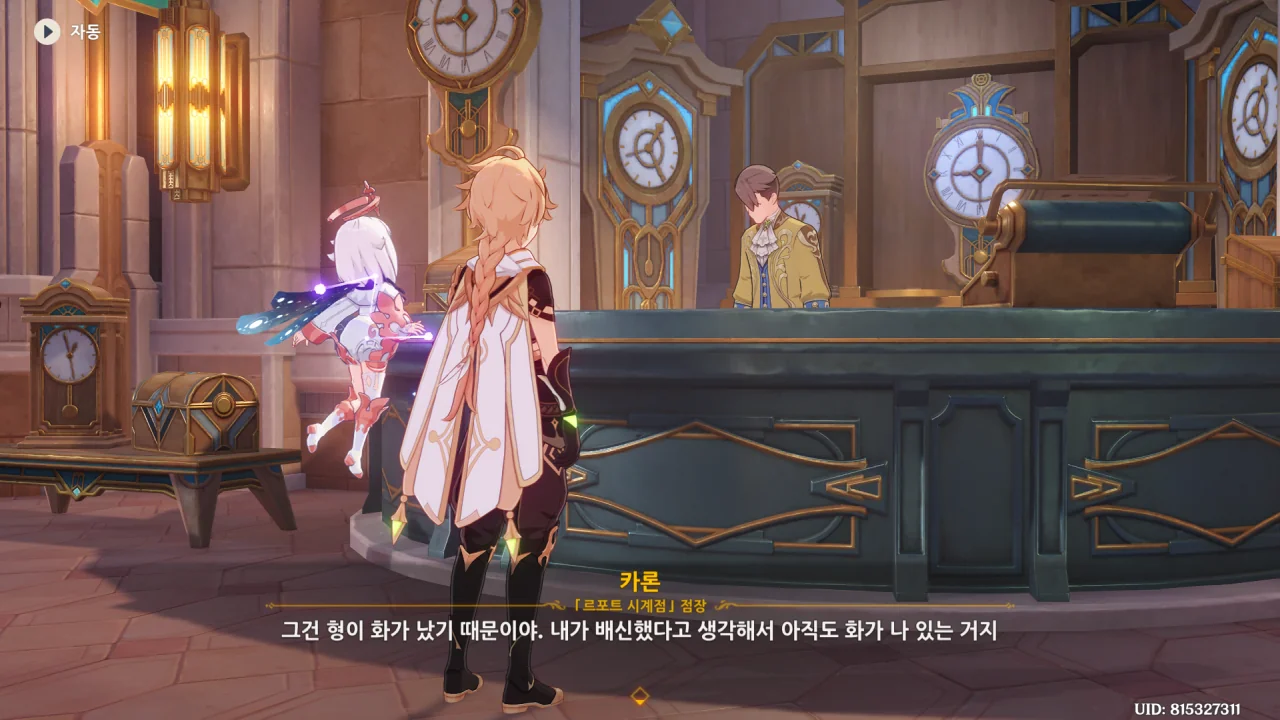 자동
카론
「르포트 시계점」 점장
그건 형이 화가 났기 때문이야. 내가 배신했다고 생각해서 아직도 화가 나 있는 거지
UID: 815327311